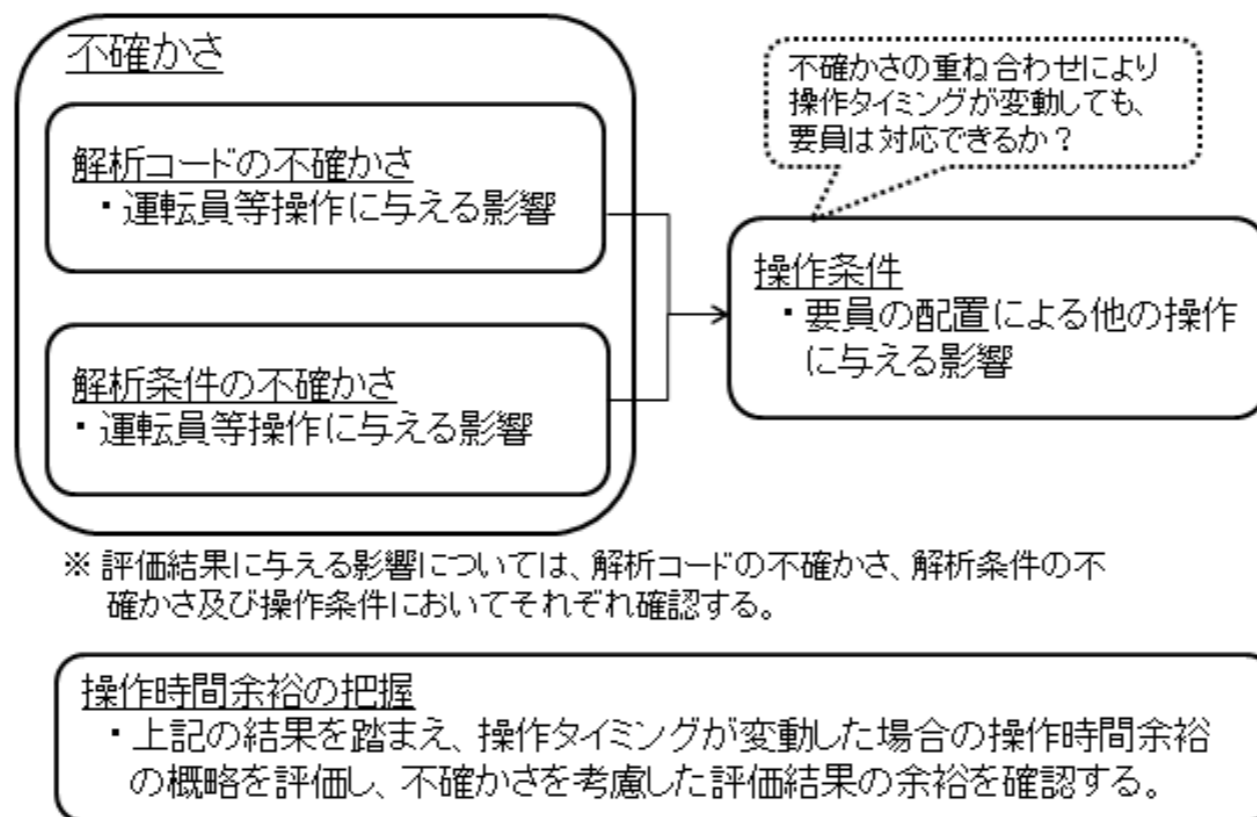 不確かさ
解析コードの不確かさ
・運転員等操作に与える影響
解析条件の不確かさ
・運転員等操作に与える影響
不確かさの重ね合わせにより
操作タイミングが変動しても、
要員は対応できるか？
操作条件
・要員の配置による他の操作
に与える影響
※ 評価結果に与える影響については、解析コードの不確かさ、解析条件の不
確かさ及び操作条件においてそれぞれ確認する。
操作時間余裕の把握
・上記の結果を踏まえ、操作タイミングが変動した場合の操作時間余裕
の概略を評価し、不確かさを考慮した評価結果の余裕を確認する。